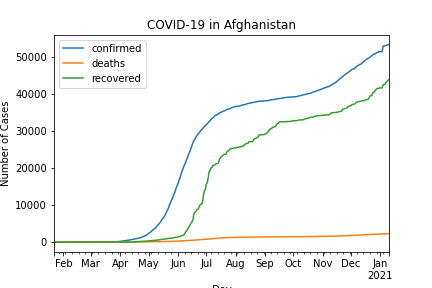 COVID-19 in Afghanistan
confirmed
deaths
recovered
Number of Cases
50000
40000
30000
20000
10000
0
Feb Mar Apr May Jun Jul Aug Sep Oct Nov Dec Jan
2021